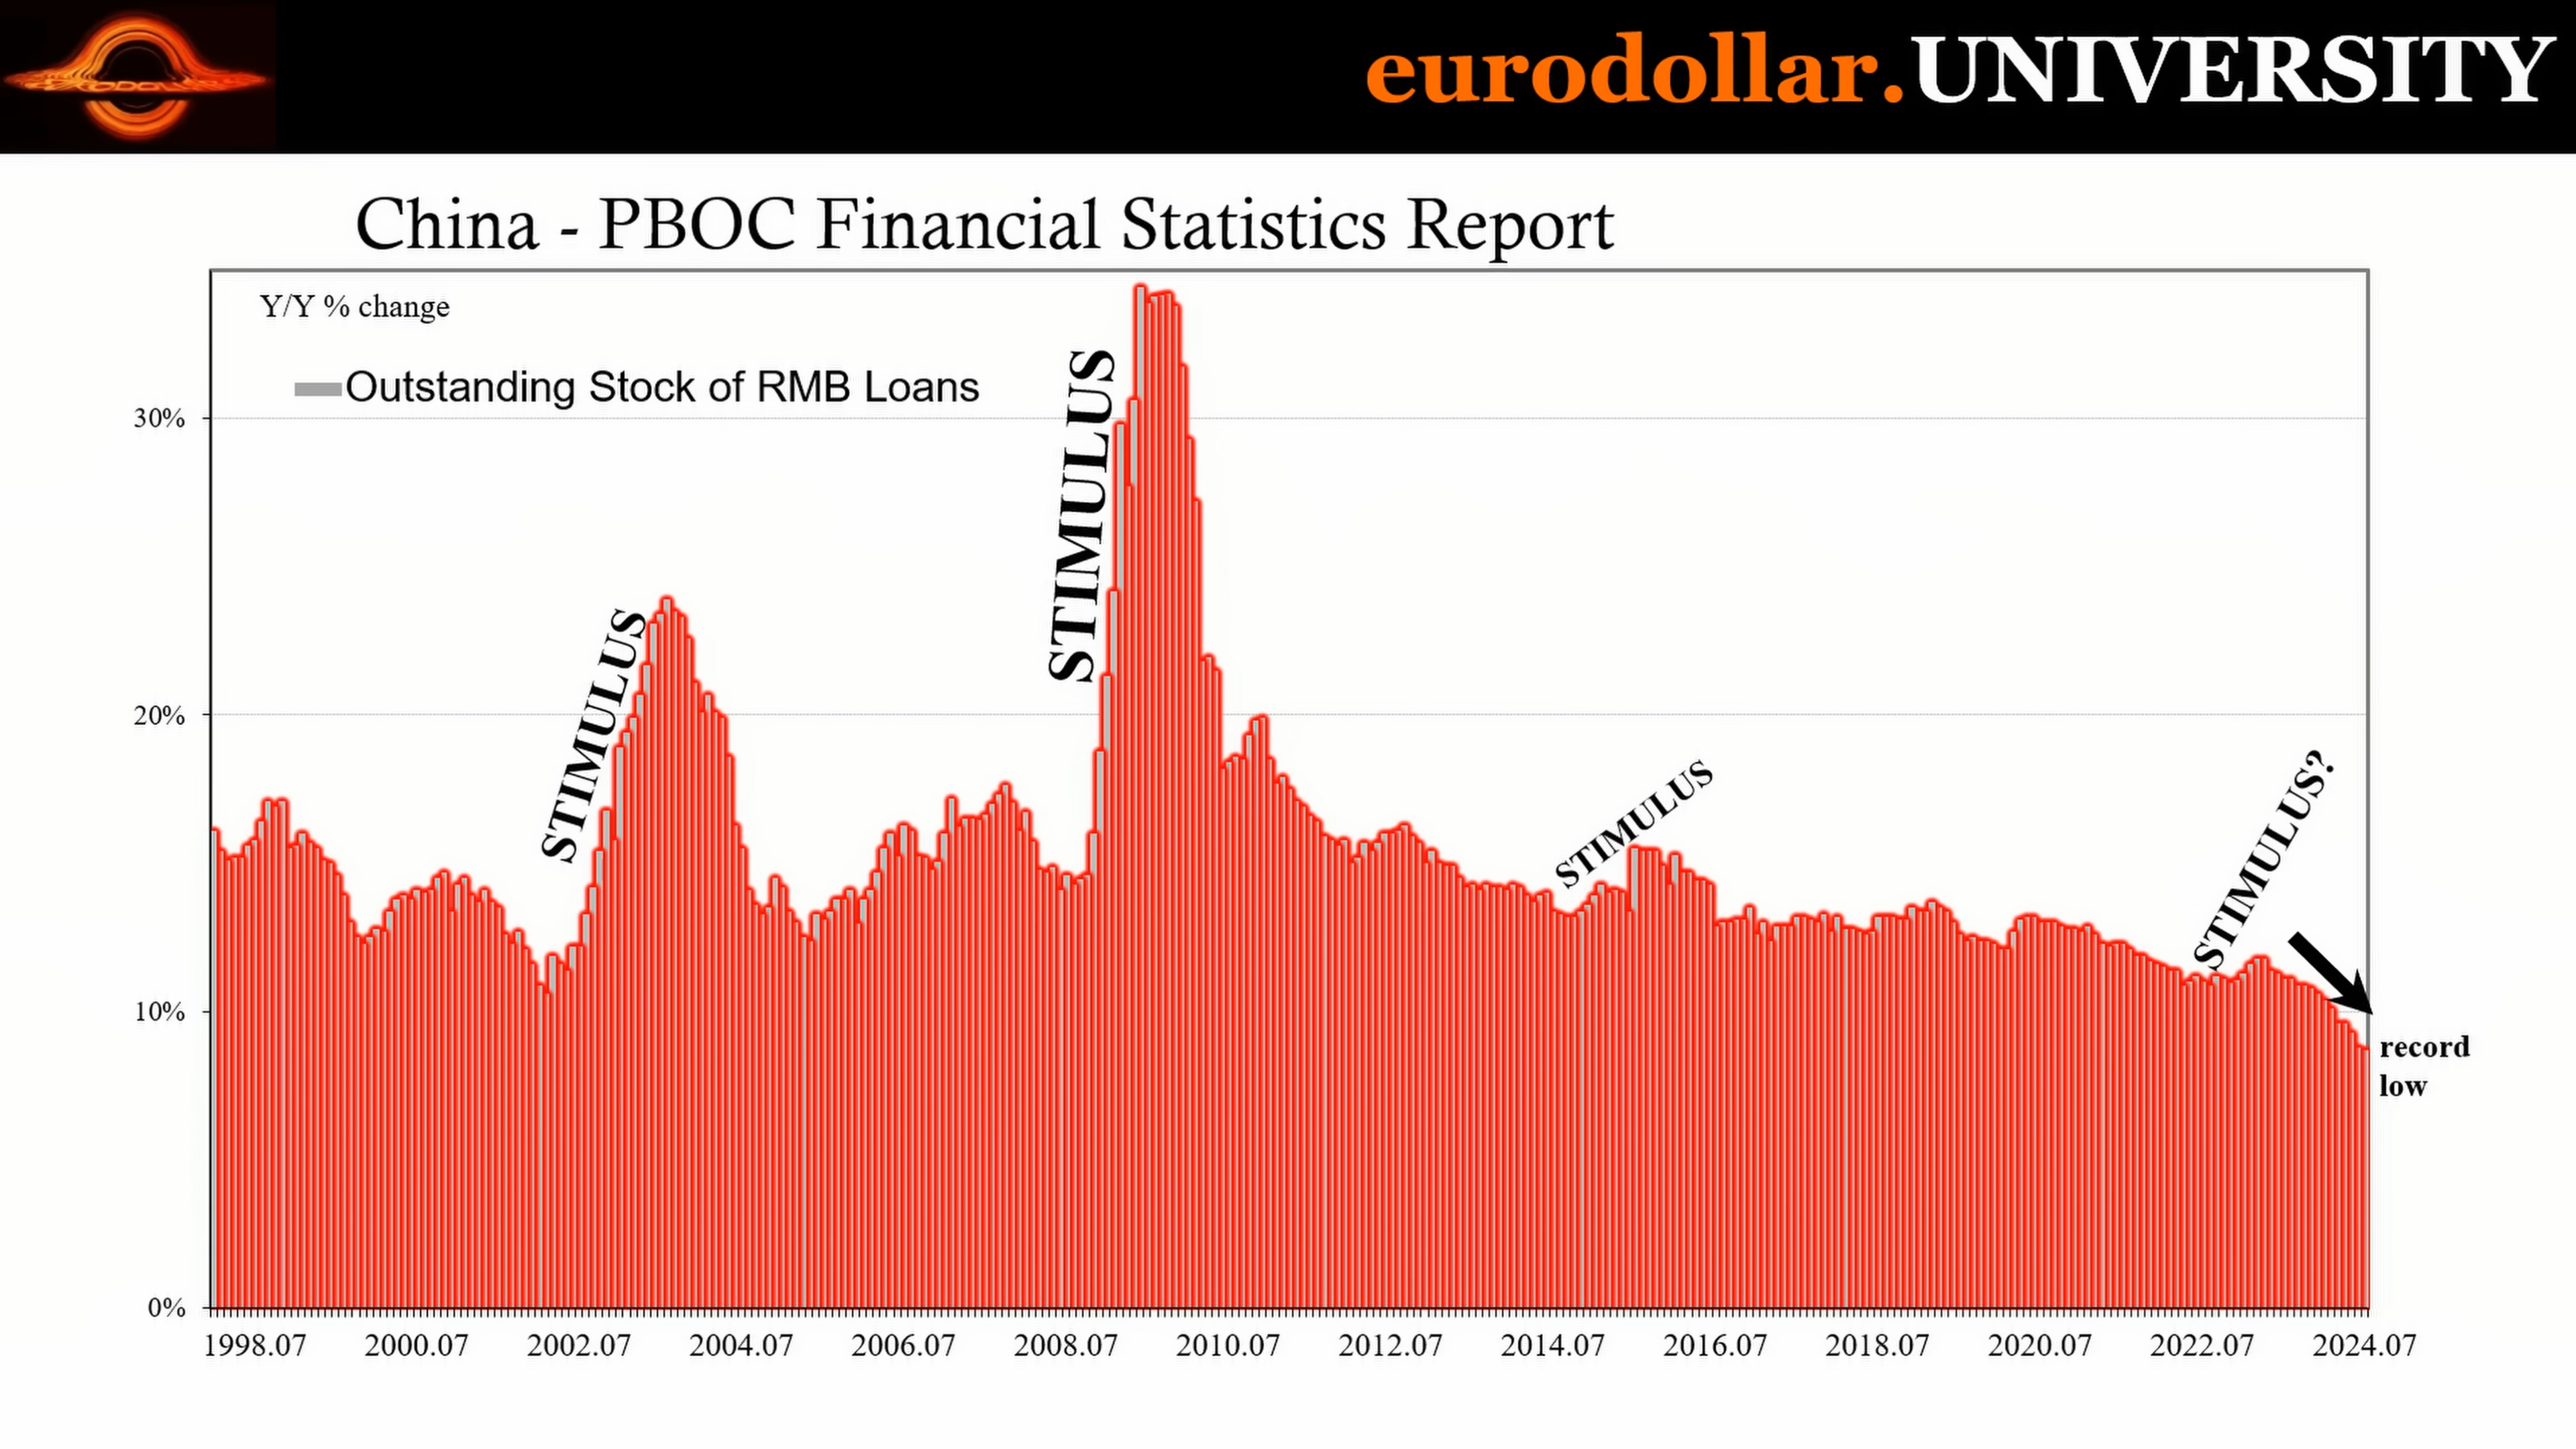 eurodollar.UNIVERSITY
China - PBOC Financial Statistics Report
Y/Y % change
Outstanding Stock of RMB Loans
30%
20%
10%
0%
STIMULUS
STIMULUS
STIMULUS
STIMULUS?
record
low
1998.07 2000.07 2002.07 2004.07 2006.07 2008.07 2010.07 2012.07 2014.07 2016.07 2018.07 2020.07 2022.07 2024.07